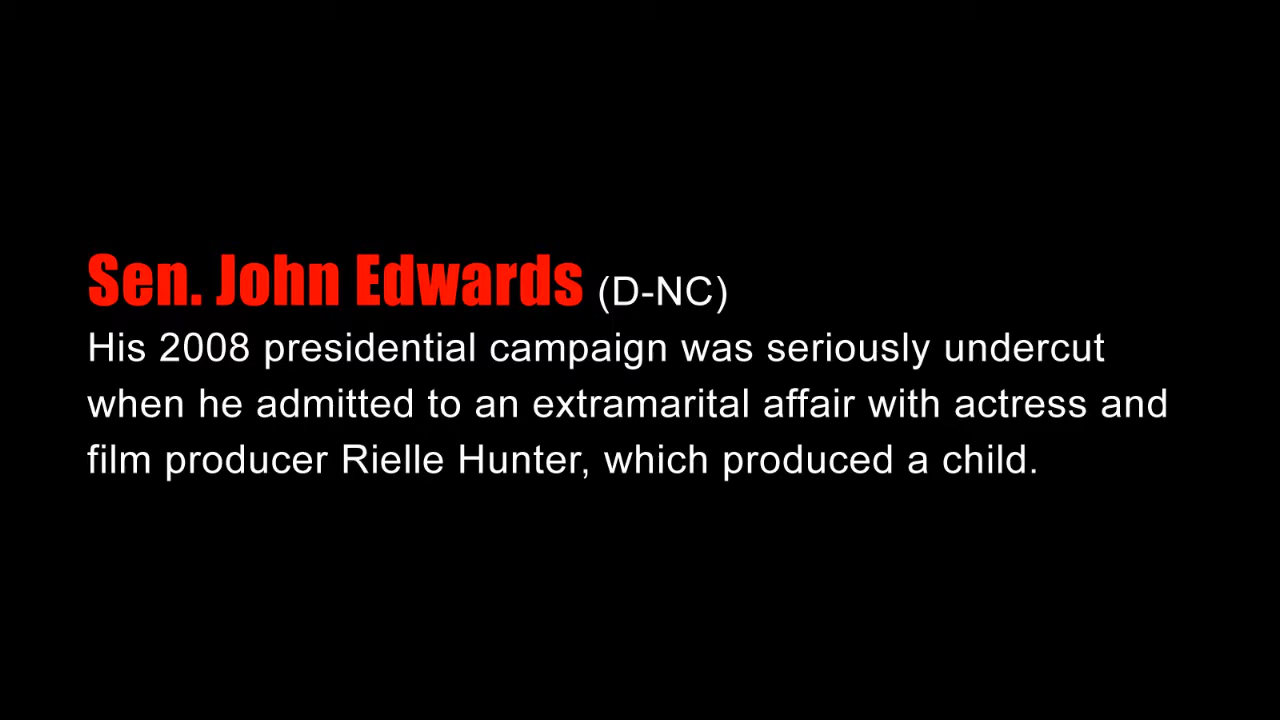 Sen. John Edwards (D-NC)
His 2008 presidential campaign was seriously undercut
when he admitted to an extramarital affair with actress and
film producer Rielle Hunter, which produced a child.